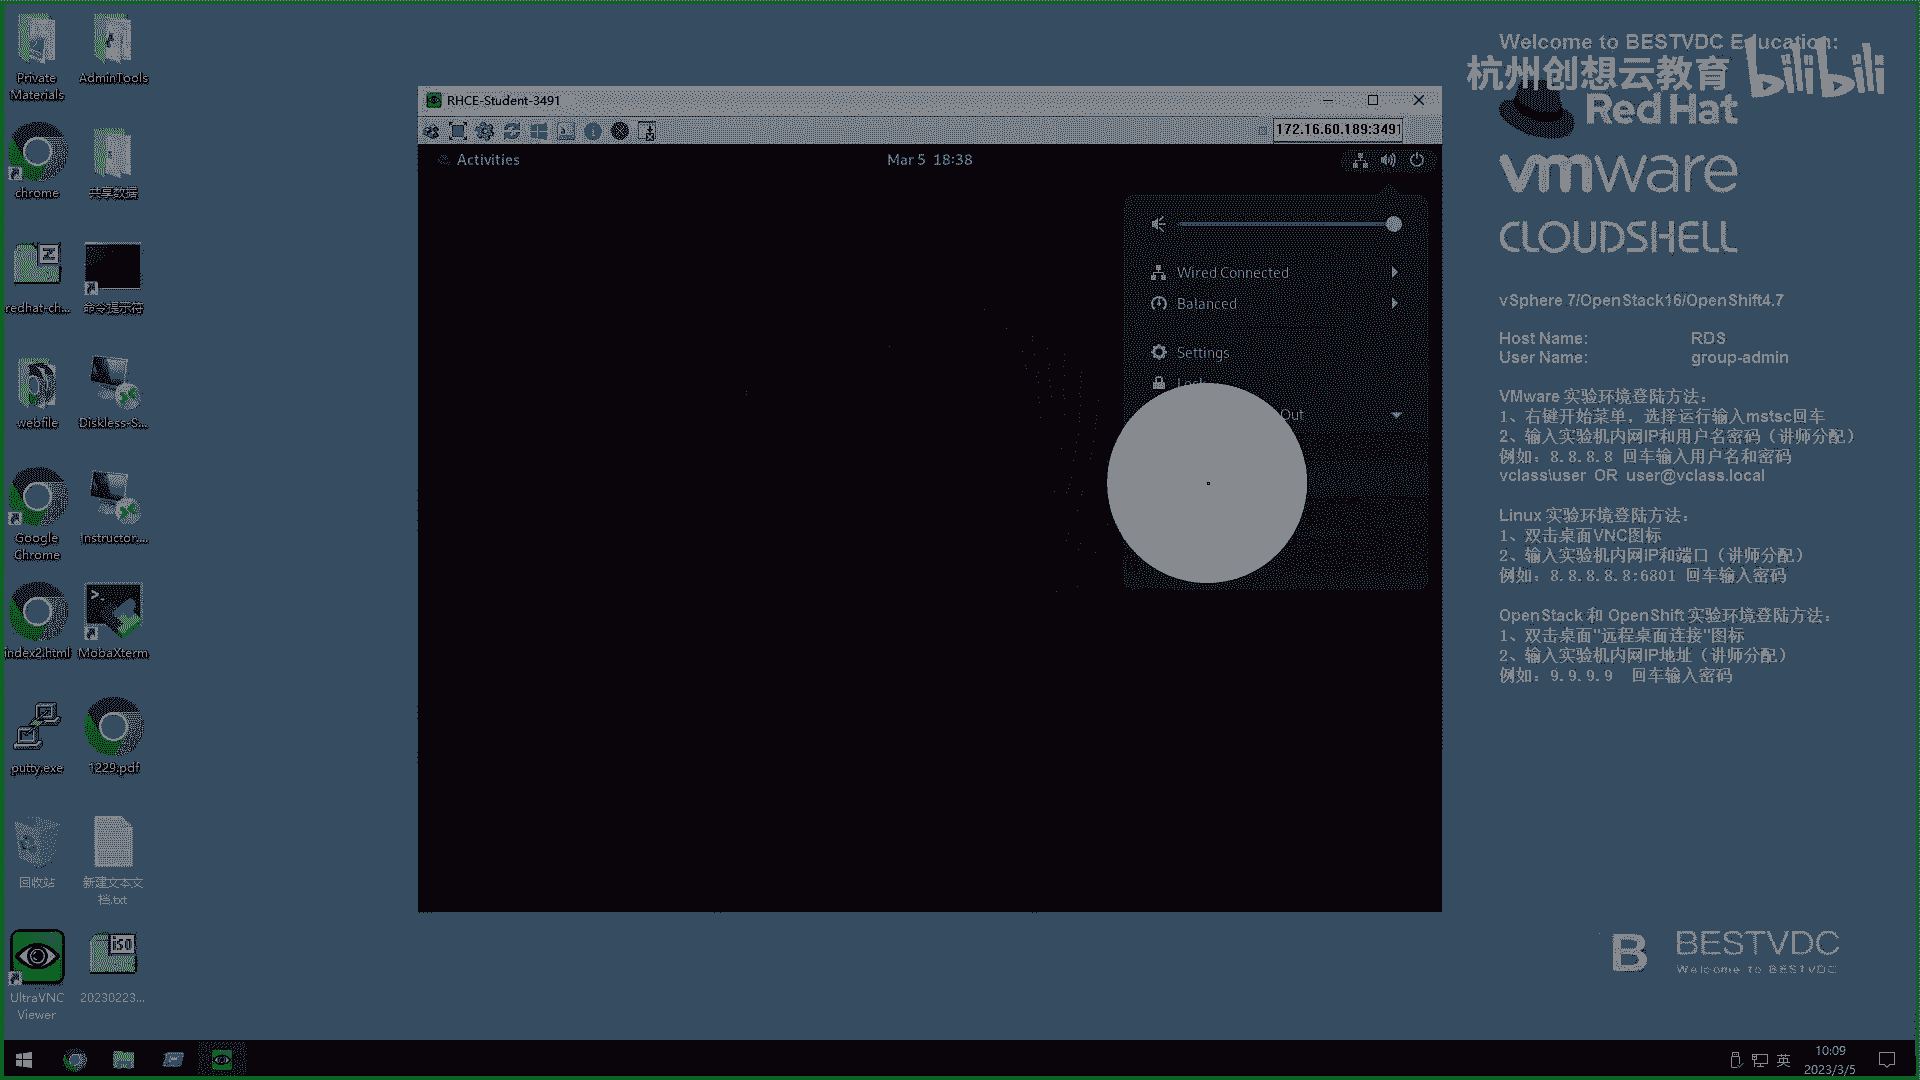 Private
Materials
AdminTools
chrome
共享数据
redhat-ch...
命令提示符
webfile
Diskless-S...
Google
Chrome
Instructor....
index2.html
MobaXterm
putty.exe
1229.pdf
回收站
新建文本文
档.txt
UltraVNC
Viewer
20230223...
RHCE-Student-3491
172.16.60.189:3491
Activities
Mar 5 18:38
Wired Connected
Balanced
Settings
Lock
Out
Welcome to BESTVDC Education:
杭州创想云教育 bilibili
Red Hat
vmware
CLOUDSHELL
vSphere 7/OpenStack16/OpenShift4.7
Host Name: RDS
User Name: group-admin
VMware 实验环境登陆方法：
1、右键开始菜单，选择运行输入mstsc回车
2、输入实验机内网IP和用户名密码（讲师分配）
例如：8.8.8.8 回车输入用户名和密码
vclass\user OR user@vclass.local
Linux 实验环境登陆方法：
1、双击桌面VNC图标
2、输入实验机内网IP和端口（讲师分配）
例如：8.8.8.8.8:6801 回车输入密码
OpenStack 和 OpenShift 实验环境登陆方法：
1、双击桌面"远程桌面连接"图标
2、输入实验机内网IP地址（讲师分配）
例如：9.9.9.9 回车输入密码
B BESTVDC
Welcome to BESTVDC
英
10:09
2023/3/5